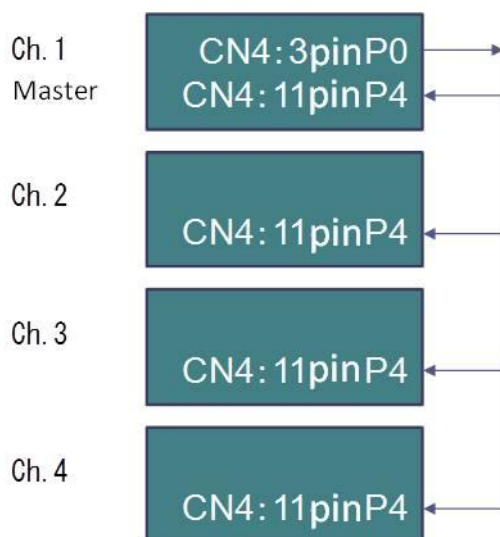 Ch. 1
Master
CN4:3pinP0
CN4:11pinP4
Ch. 2
CN4:11pinP4
Ch. 3
CN4:11pinP4
Ch. 4
CN4:11pinP4